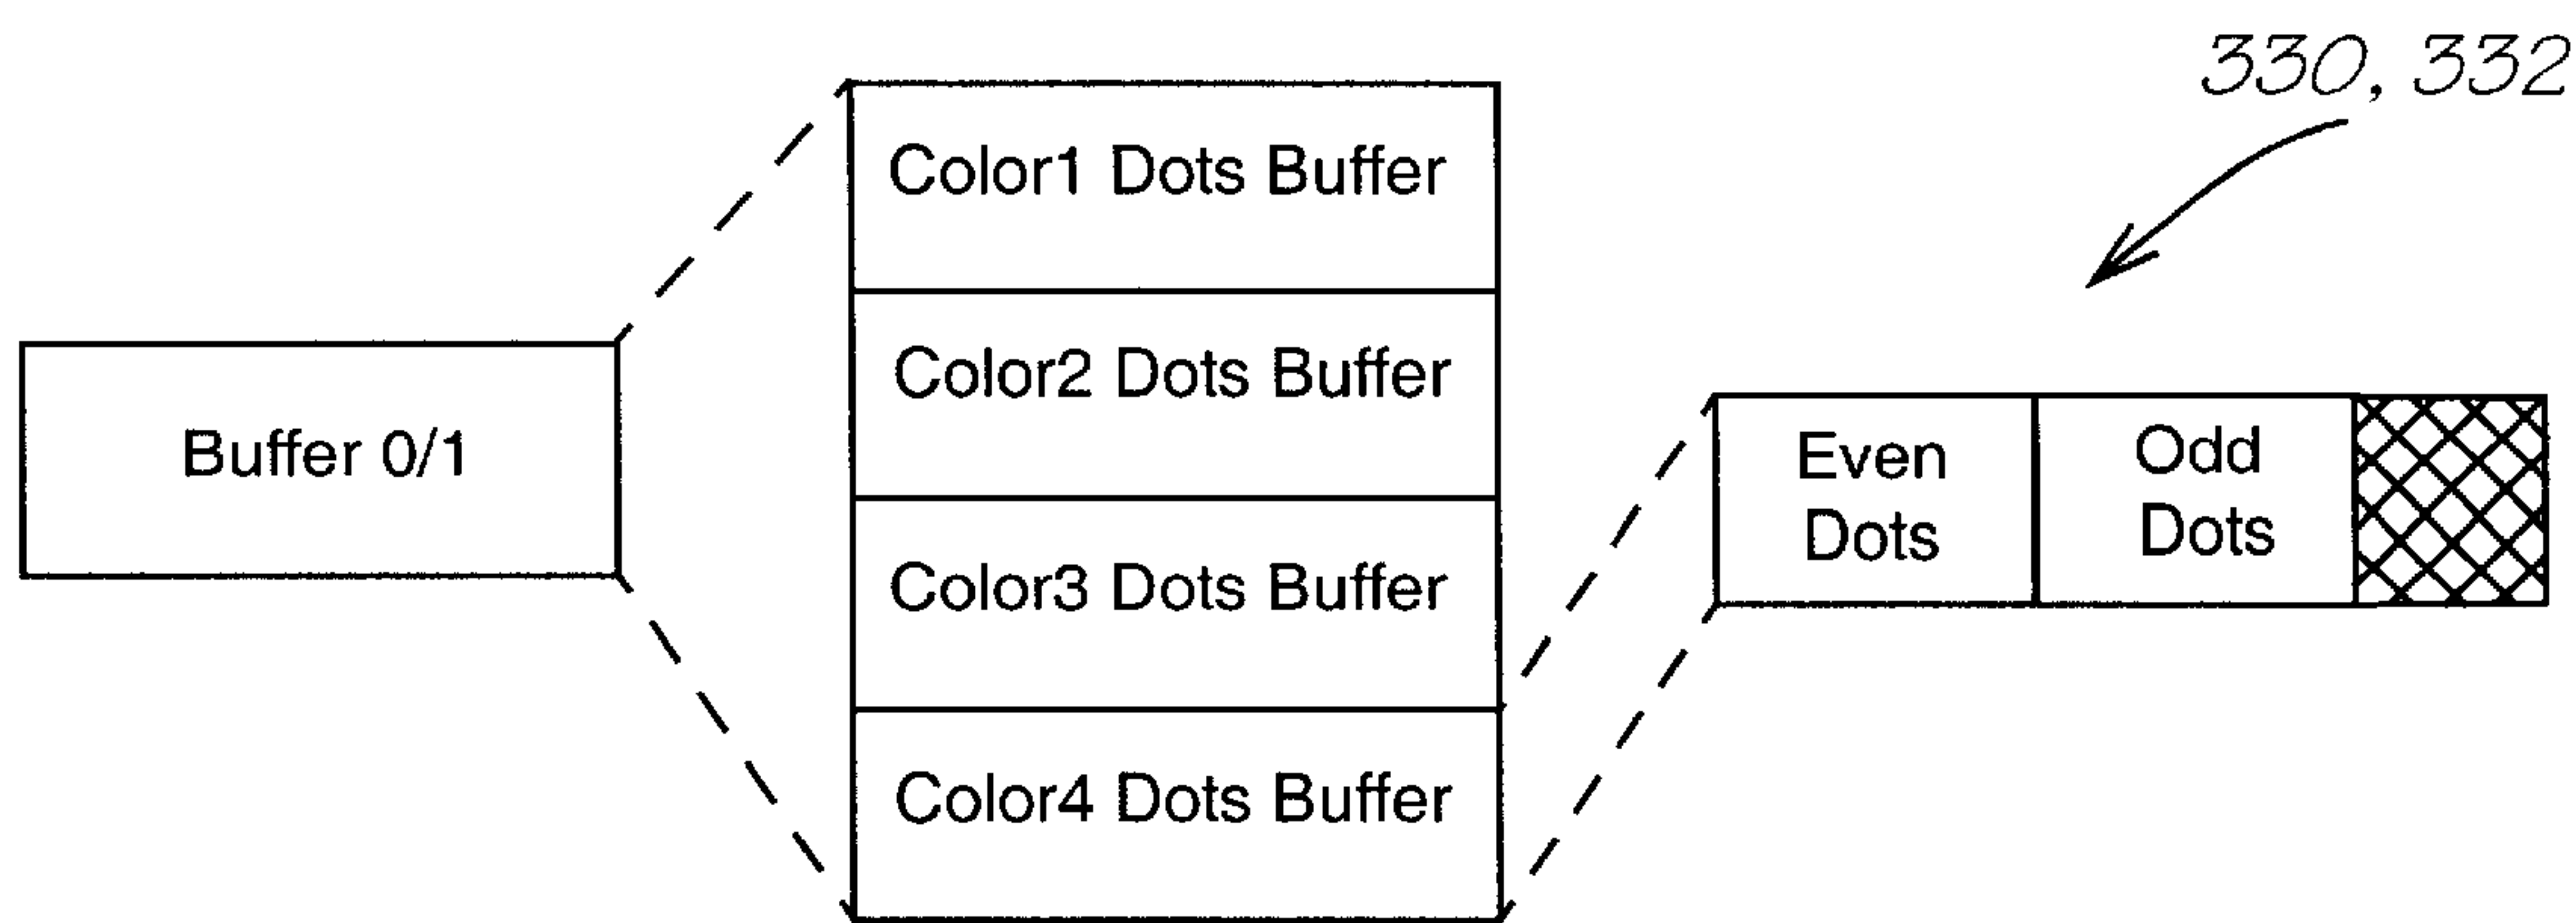 330, 332
Color1 Dots Buffer
Color2 Dots Buffer
Buffer 0/1
Even
Dots
Odd
Dots
Color3 Dots Buffer
Color4 Dots Buffer